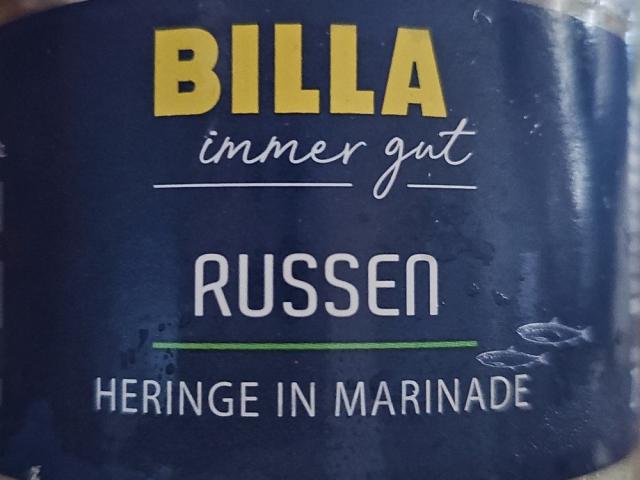 BILLA
immer gut
RUSSEN
HERINGE IN MARINADE